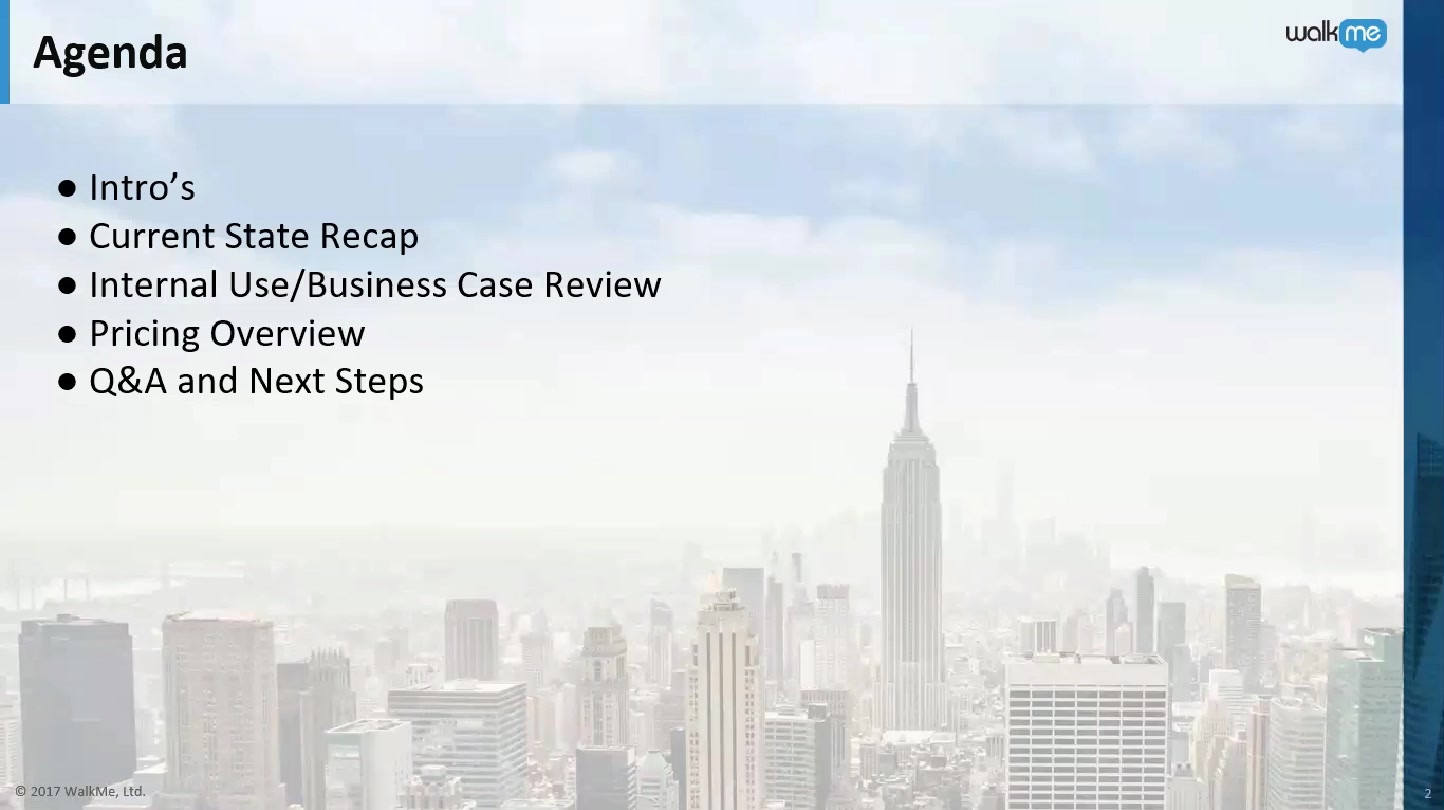 Agenda
walkme
● Intro’s
● Current State Recap
● Internal Use/Business Case Review
● Pricing Overview
● Q&A and Next Steps
© 2017 WalkMe, Ltd.
2